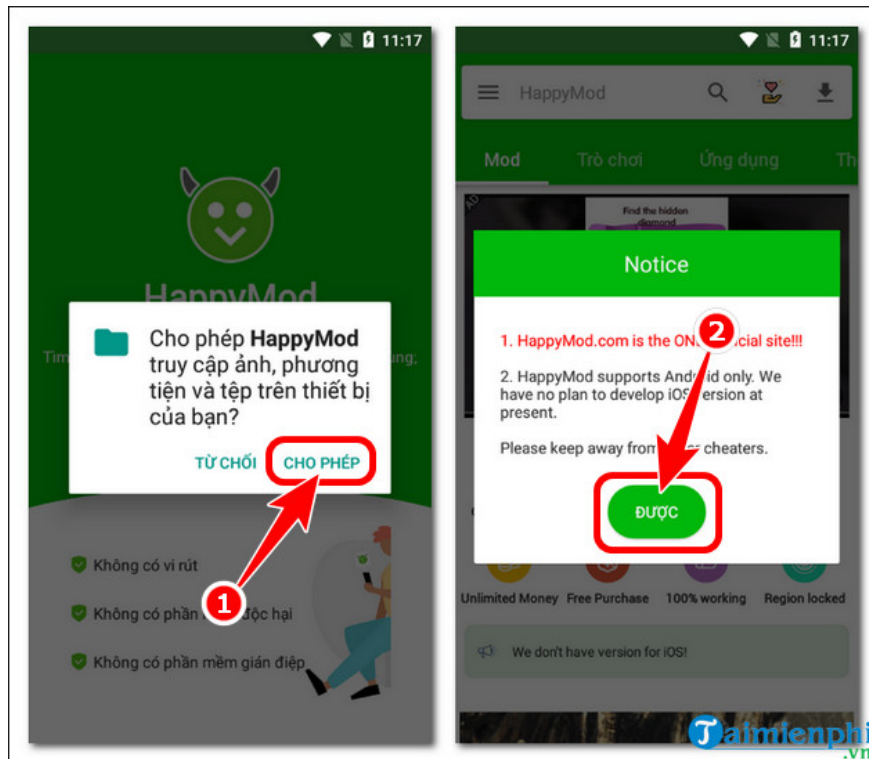 11:17
HappyMod
Cho phép HappyMod
truy cập ảnh, phương
tiện và tệp trên thiết bị
của bạn?
TỪ CHỐI
CHO PHÉP
1
Không có vi rút
Không có phần độc hại
Không có phần mềm gián điệp
11:17
HappyMod
Mod
Trò chơi
Ứng dụng
AD
Find the hidden
diamond
Notice
1. HappyMod.com is the site!!!
2
2. HappyMod supports Android only. We
have no plan to develop iOS version at
present.
Please keep away from cheaters.
ĐƯỢC
Unlimited Money
Free Purchase
100% working
Region locked
We don't have version for iOS!
Taimienphi
.vn